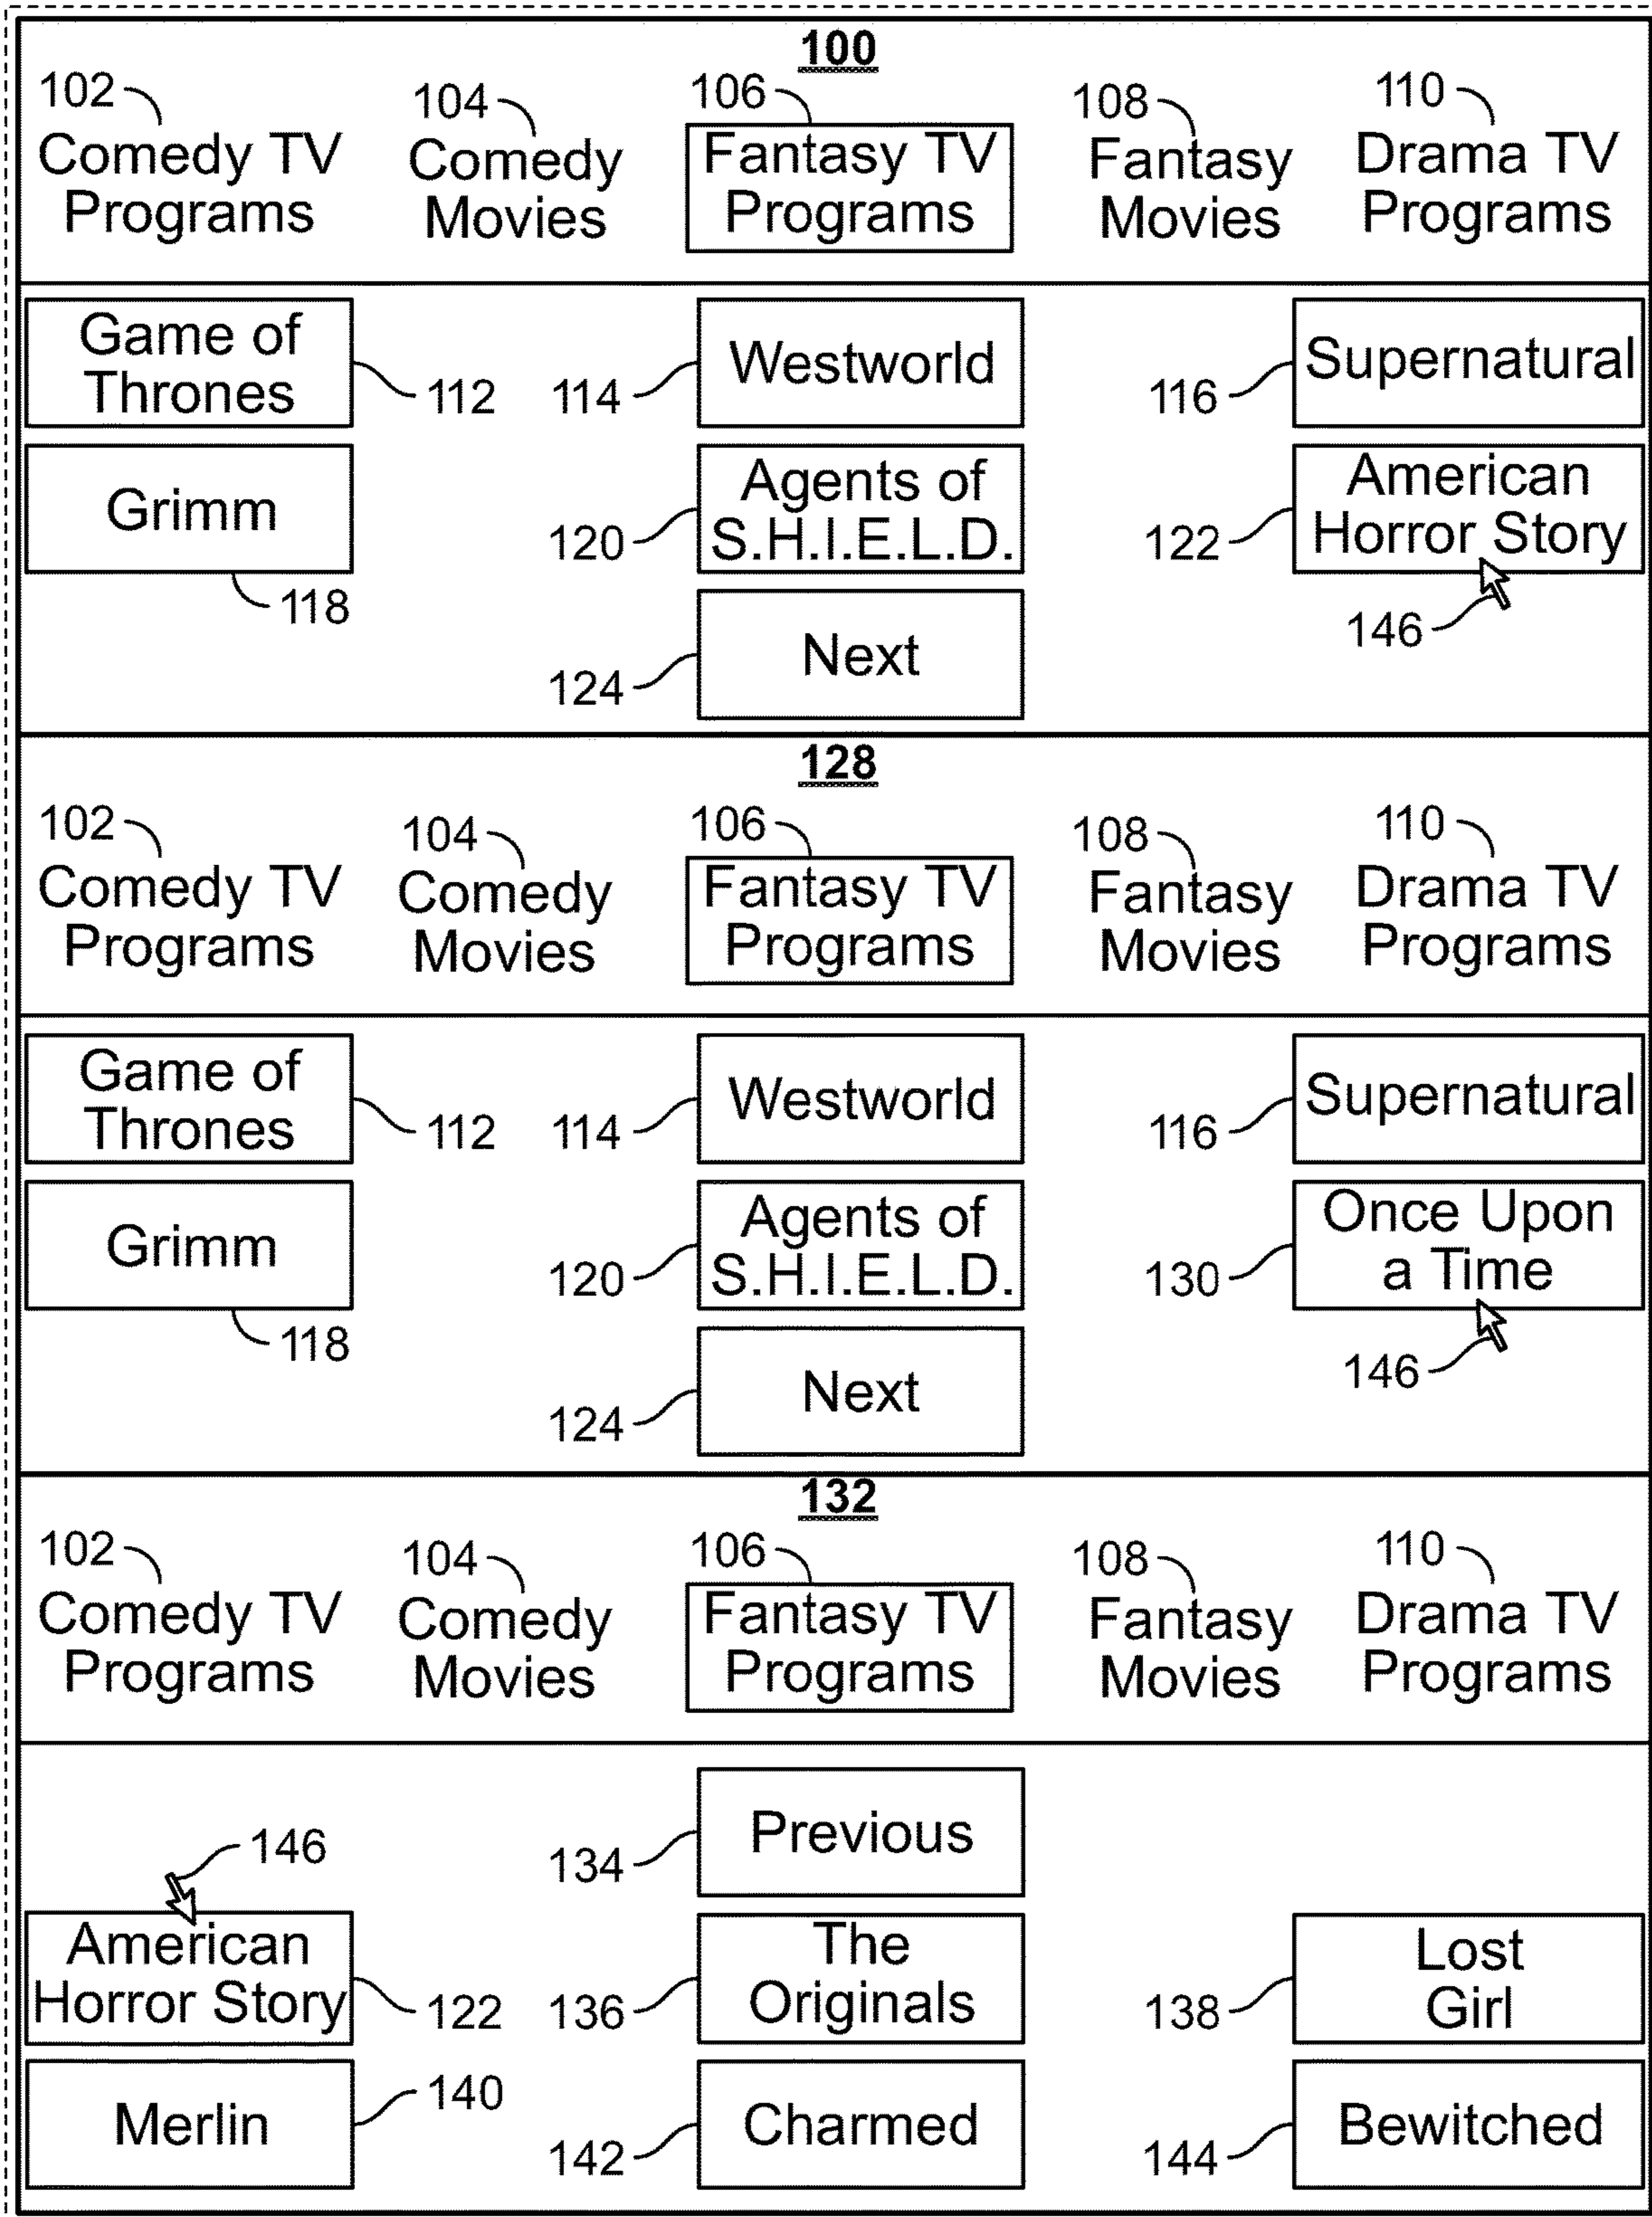 100
102 104 106 108 110
Comedy TV Comedy Fantasy TV Fantasy Drama TV
Programs Movies Programs Movies Programs
Game of
Thrones
112
114
Westworld
116
Supernatural
Grimm
118
120
Agents of
S.H.I.E.L.D.
122
American
Horror Story
146
124
Next
128
102 104 106 108 110
Comedy TV Comedy Fantasy TV Fantasy Drama TV
Programs Movies Programs Movies Programs
Game of
Thrones
112
114
Westworld
116
Supernatural
Grimm
118
120
Agents of
S.H.I.E.L.D.
130
Once Upon
a Time
146
124
Next
132
102 104 106 108 110
Comedy TV Comedy Fantasy TV Fantasy Drama TV
Programs Movies Programs Movies Programs
134
Previous
146
American
Horror Story
122
136
The
Originals
138
Lost
Girl
Merlin
140
142
Charmed
144
Bewitched